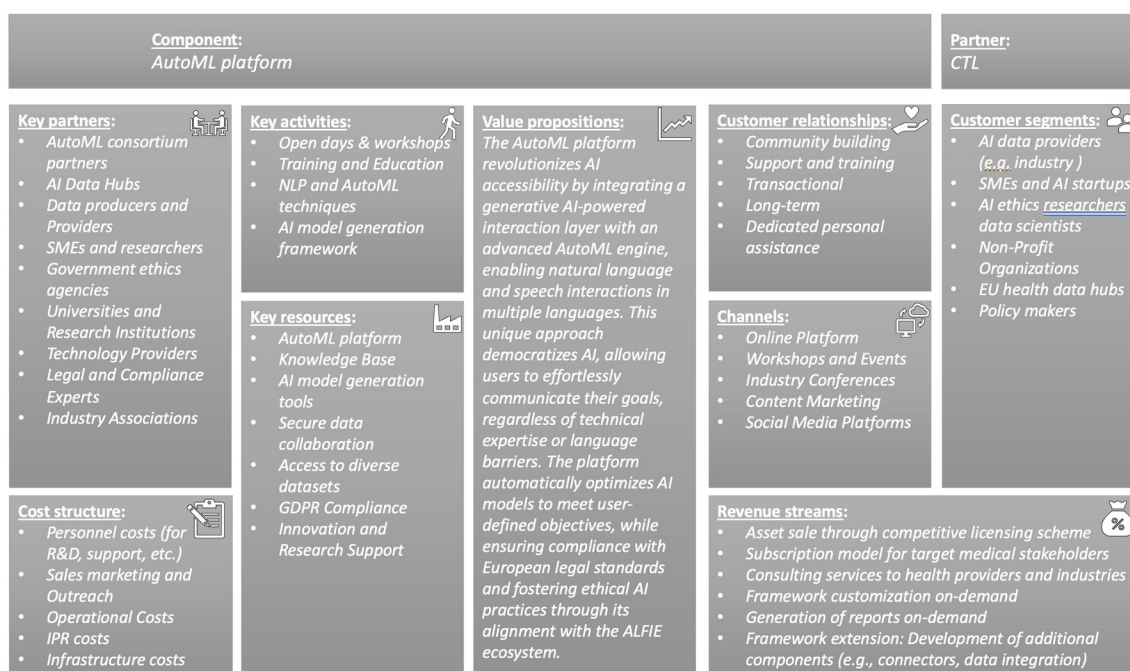 Component:
AutoML platform
Partner:
CTL
Key partners:
• AutoML consortium
partners
• AI Data Hubs
• Data producers and
Providers
• SMEs and researchers
• Government ethics
agencies
• Universities and
Research Institutions
• Technology Providers
• Legal and Compliance
Experts
• Industry Associations
Key activities:
• Open days & workshops
• Training and Education
• NLP and AutoML
techniques
• AI model generation
framework
Key resources:
• AutoML platform
• Knowledge Base
• AI model generation
tools
• Secure data
collaboration
• Access to diverse
datasets
• GDPR Compliance
• Innovation and
Research Support
Value propositions:
The AutoML platform
revolutionizes AI
accessibility by integrating a
generative AI-powered
interaction layer with an
advanced AutoML engine,
enabling natural language
and speech interactions in
multiple languages. This
unique approach
democratizes AI, allowing
users to effortlessly
communicate their goals,
regardless of technical
expertise or language
barriers. The platform
automatically optimizes AI
models to meet user-
defined objectives, while
ensuring compliance with
European legal standards
and fostering ethical AI
practices through its
alignment with the ALFIE
ecosystem.
Customer relationships:
• Community building
• Support and training
• Transactional
• Long-term
• Dedicated personal
assistance
Channels:
• Online Platform
• Workshops and Events
• Industry Conferences
• Content Marketing
• Social Media Platforms
Customer segments:
• AI data providers
(e.g. industry )
• SMEs and AI startups
• AI ethics researchers
data scientists
• Non-Profit
Organizations
• EU health data hubs
• Policy makers
Cost structure:
• Personnel costs (for
R&D, support, etc.)
• Sales marketing and
Outreach
• Operational Costs
• IPR costs
• Infrastructure costs
Revenue streams:
%
• Asset sale through competitive licensing scheme
• Subscription model for target medical stakeholders
• Consulting services to health providers and industries
• Framework customization on-demand
• Generation of reports on-demand
• Framework extension: Development of additional
components (e.g., connectors, data integration)